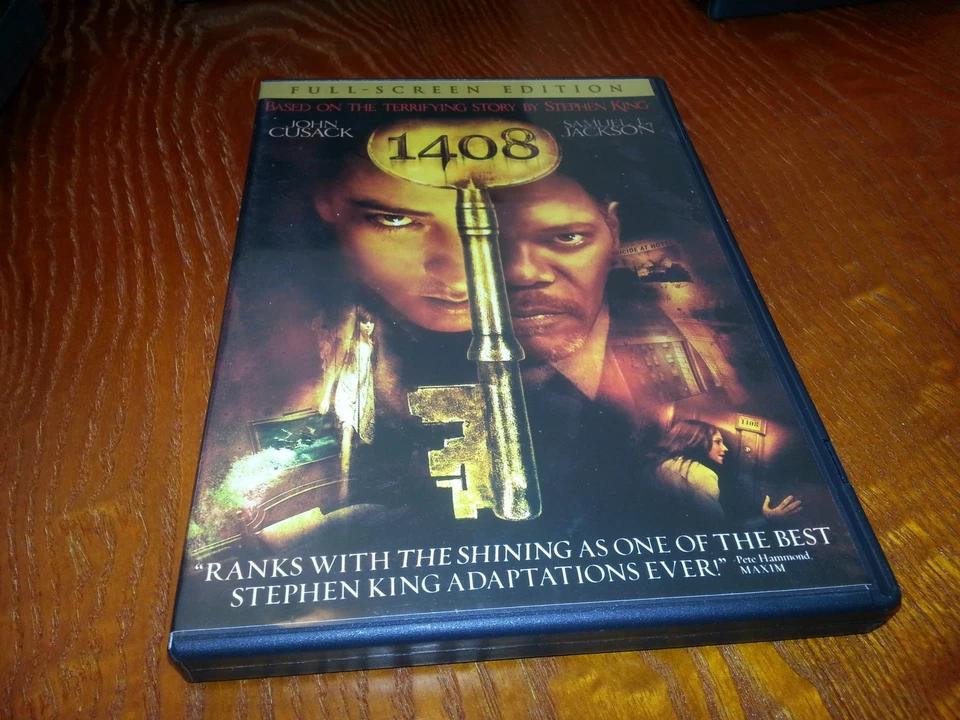 FULL-SCREEN EDITION
BASED ON THE TERRIFYING STORY BY STEPHEN KING
JOHN
CUSACK
SAMUEL L.
JACKSON
1408
1408
"RANKS WITH THE SHINING AS ONE OF THE BEST
STEPHEN KING ADAPTATIONS EVER!" -Pete Hammond,
MAXIM